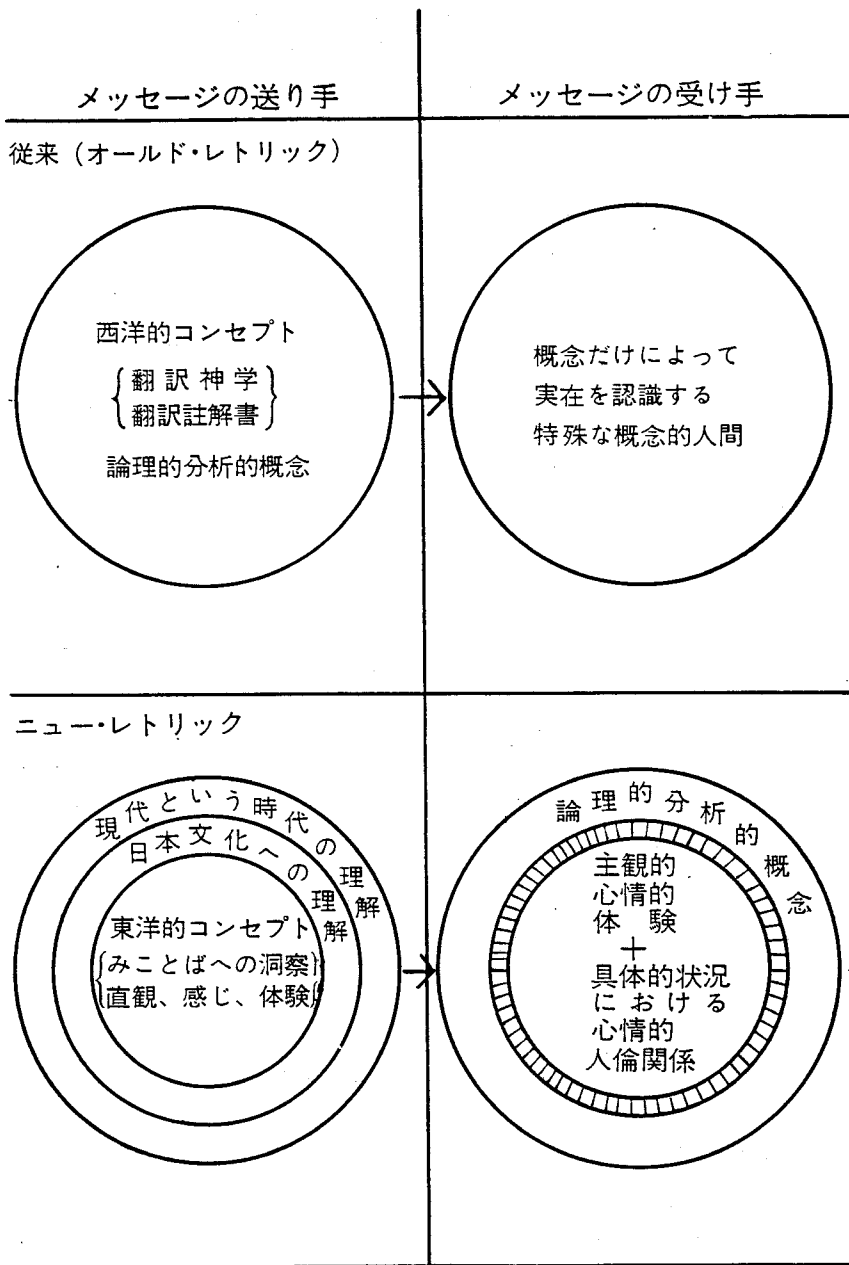 メッセージの送り手
メッセージの受け手
従来（オールド・レトリック）
西洋的コンセプト
翻訳神学
翻訳註解書
論理的分析的概念
概念だけによって
実在を認識する
特殊な概念的人間
ニュー・レトリック
現代という時代の理解
日本文化への理解
東洋的コンセプト
みことばへの洞察
直観、感じ、体験
論理的分析的概念
主観的
心情的
体験
＋
具体的状況
における
心情的
人倫関係